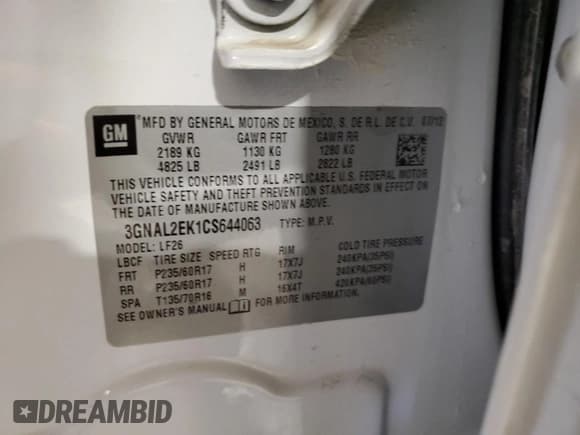 GM
MFD BY GENERAL MOTORS DE MEXICO, S. DE R.L. DE C.V. 03/12
GVWR GAWR FRT GAWR RR
2189 KG 1130 KG 1280 KG
4825 LB 2491 LB 2822 LB
THIS VEHICLE CONFORMS TO ALL APPLICABLE U.S. FEDERAL MOTOR
VEHICLE SAFETY AND THEFT PREVENTION STANDARDS IN EFFECT ON
THE DATE OF MANUFACTURE SHOWN ABOVE.
3GNAL2EK1CS644063 TYPE: M.P.V.
MODEL: LF26
LBCF TIRE SIZE SPEED RTG RIM COLD TIRE PRESSURE
FRT P235/60R17 H 17X7J 240KPA(35PSI)
RR P235/60R17 H 17X7J 240KPA(35PSI)
SPA T135/70R16 M 16X4T 420KPA(60PSI)
SEE OWNER'S MANUAL FOR MORE INFORMATION.
DREAMBID